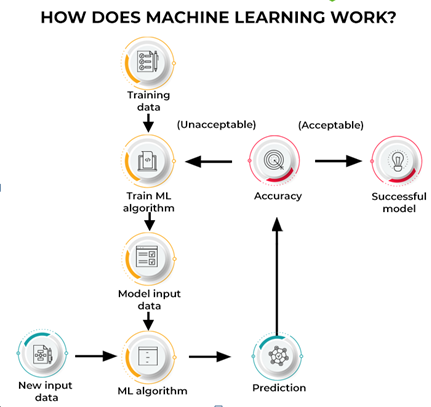 HOW DOES MACHINE LEARNING WORK?
Training
data
(Unacceptable)
(Acceptable)
Train ML
algorithm
Accuracy
Successful
model
Model input
data
New input
data
ML algorithm
Prediction